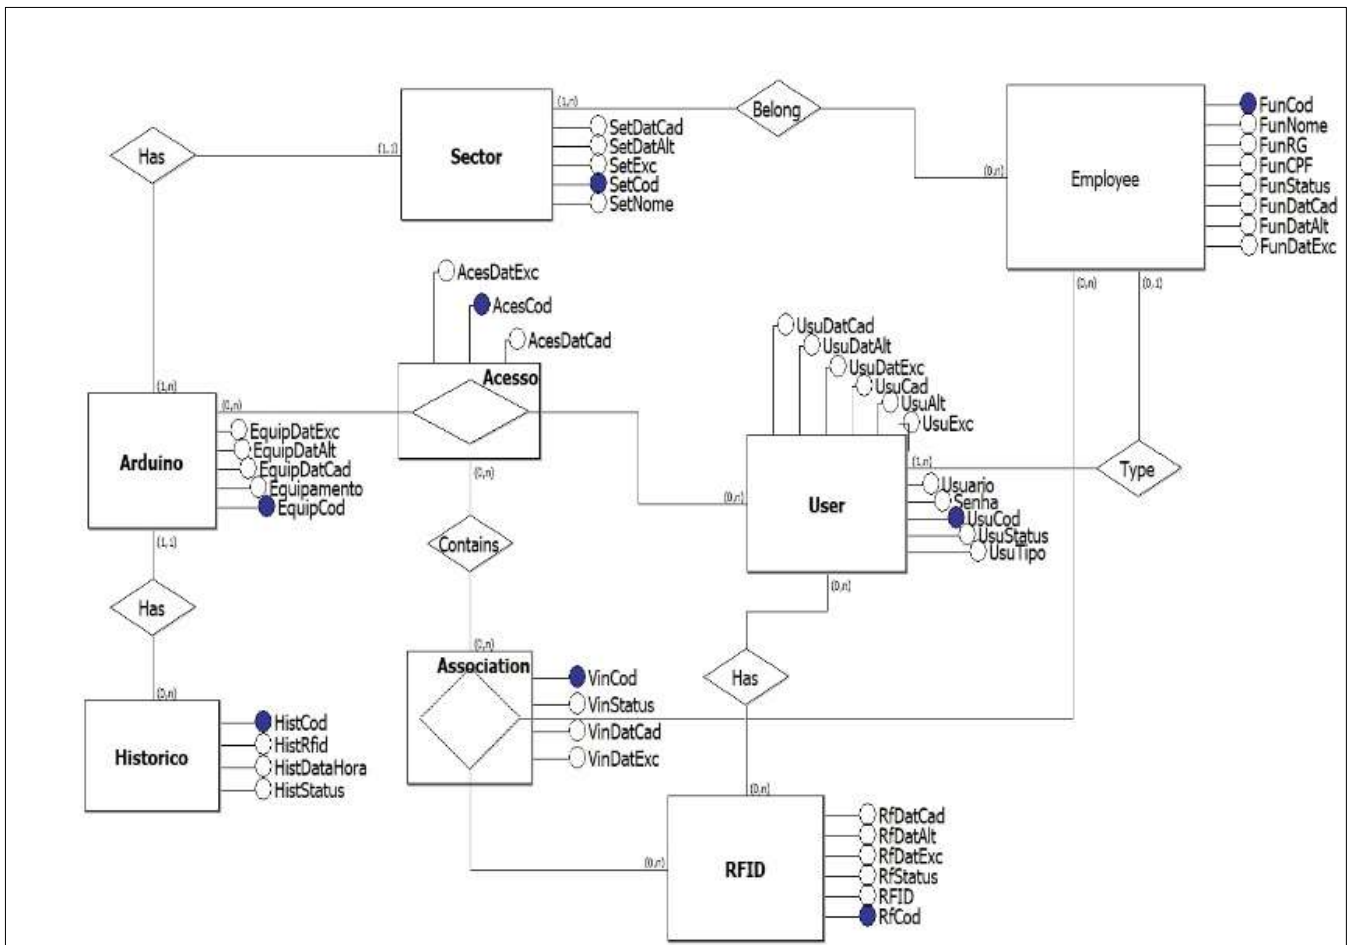 (1,n)
Belong
FunCod
FunNome
FunRG
FunCPF
FunStatus
FunDatCad
FunDatAlt
FunDatExc
SetDatCad
SetDatAlt
SetExc
SetCod
SetNome
Sector
Has
(1,1)
Employee
(0,n)
(0,n)
(0,1)
AcesDatExc
AcesCod
AcesDatCad
UsuDatCad
UsuDatAlt
UsuDatExc
UsuCad
UsuAlt
UsuExc
Acesso
(1,n)
(0,n)
Arduino
EquipDatExc
EquipDatAlt
EquipDatCad
Equipamento
EquipCod
(0,n)
(1,n)
Type
User
(0,n)
Usuario
Senha
UsuCod
UsuStatus
UsuTipo
(1,1)
Contains
(0,n)
Has
(0,n)
Association
VinCod
VinStatus
VinDatCad
VinDatExc
Has
(0,n)
Historico
HistCod
HistRfid
HistDataHora
HistStatus
(0,n)
(0,n)
RFID
RfDatCad
RfDatAlt
RfDatExc
RfStatus
RFID
RfCod